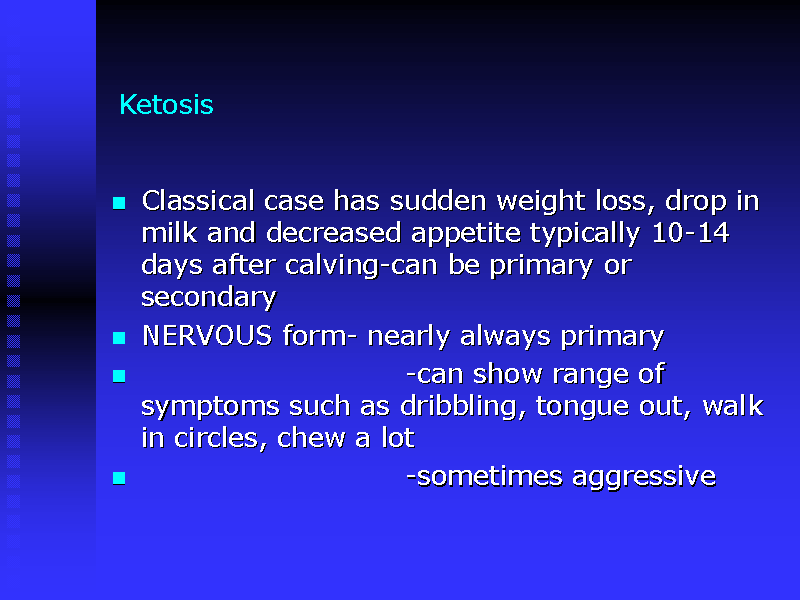 Ketosis
Classical case has sudden weight loss, drop in
milk and decreased appetite typically 10-14
days after calving-can be primary or
secondary
NERVOUS form- nearly always primary
-can show range of
symptoms such as dribbling, tongue out, walk
in circles, chew a lot
-sometimes aggressive